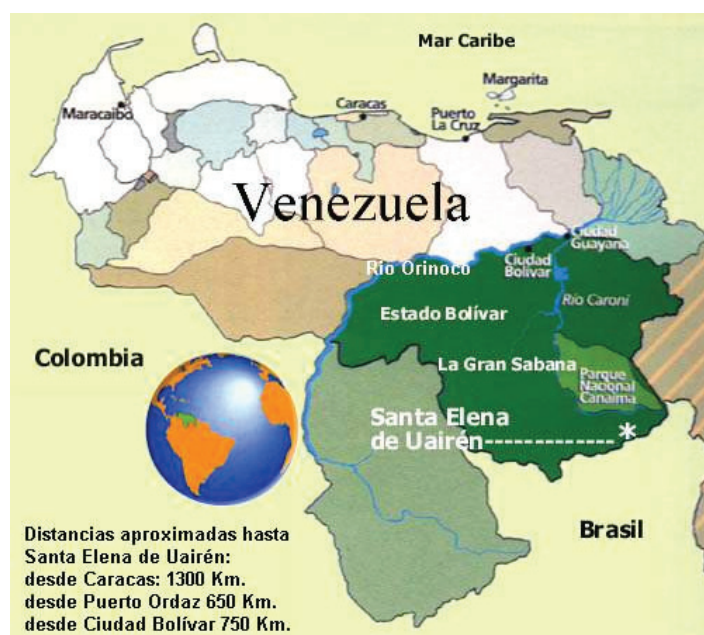 Mar Caribe
Margarita
Maracaibo
Caracas
Puerto
La Cruz
Venezuela
Ciudad
Guayana
Ciudad
Bolívar
Río Orinoco
Río Caroní
Estado Bolívar
Colombia
La Gran Sabana
Parque
Nacional
Canaima
Santa Elena
de Uairén-------------*
Brasil
Distancias aproximadas hasta
Santa Elena de Uairén:
desde Caracas: 1300 Km.
desde Puerto Ordaz 650 Km.
desde Ciudad Bolívar 750 Km.